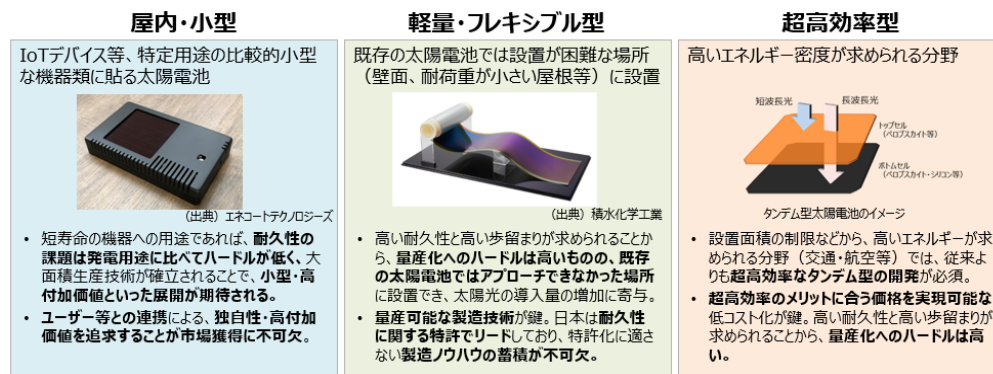 屋内・小型
IoTデバイス等、特定用途の比較的小型
な機器類に貼る太陽電池
（出典）エネコートテクノロジーズ
• 短寿命の機器への用途であれば、耐久性の
課題は発電用途に比べてハードルが低く、大
面積生産技術が確立されることで、小型・高
付加価値といった展開が期待される。
• ユーザー等との連携による、独自性・高付加
価値を追求することが市場獲得に不可欠。
軽量・フレキシブル型
既存の太陽電池では設置が困難な場所
（壁面、耐荷重が小さい屋根等）に設置
（出典）積水化学工業
• 高い耐久性と高い歩留まりが求められることか
ら、量産化へのハードルは高いものの、既存
の太陽電池ではアプローチできなかった場所
に設置でき、太陽光の導入量の増加に寄与。
• 量産可能な製造技術が鍵。日本は耐久性
に関する特許でリードしており、特許化に適さ
ない製造ノウハウの蓄積が不可欠。
超高効率型
高いエネルギー密度が求められる分野
短波長光
長波長光
トップセル
（ペロブスカイト等）
ボトムセル
（ペロブスカイト・シリコン等）
タンデム型太陽電池のイメージ
• 設置面積の制限などから、高いエネルギーが求
められる分野（交通・航空等）では、従来よ
りも超高効率なタンデム型の開発が必須。
• 超高効率のメリットに合う価格を実現可能な
低コスト化が鍵。高い耐久性と高い歩留まりが
求められることから、量産化へのハードルは高
い。